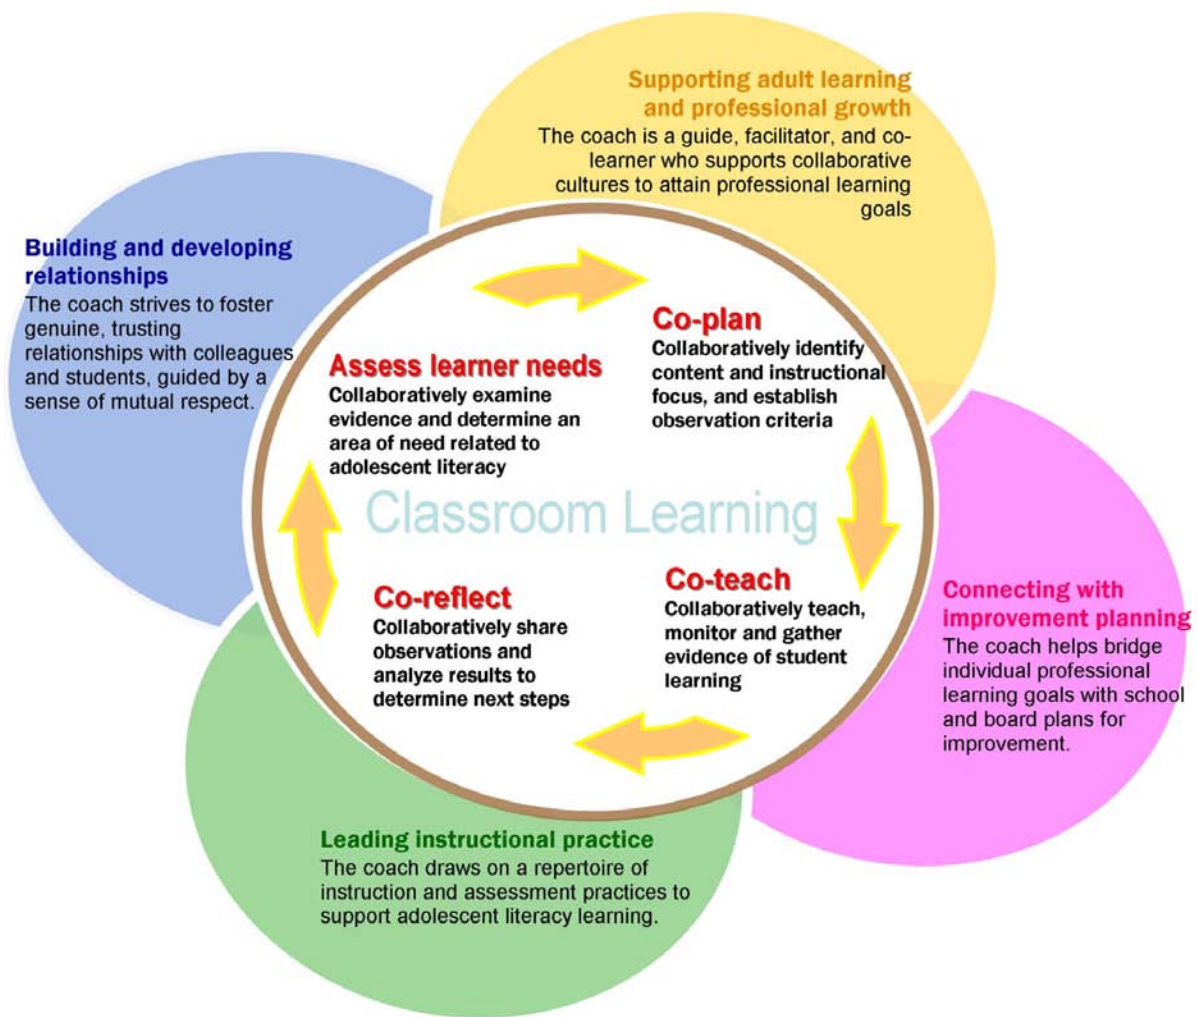 Supporting adult learning
and professional growth
The coach is a guide, facilitator, and co-
learner who supports collaborative
cultures to attain professional learning
goals
Building and developing
relationships
The coach strives to foster
genuine, trusting
relationships with colleagues
and students, guided by a
sense of mutual respect.
Assess learner needs
Collaboratively examine
evidence and determine an
area of need related to
adolescent literacy
Co-plan
Collaboratively identify
content and instructional
focus, and establish
observation criteria
Classroom Learning
Co-reflect
Collaboratively share
observations and
analyze results to
determine next steps
Co-teach
Collaboratively teach,
monitor and gather
evidence of student
learning
Connecting with
improvement planning
The coach helps bridge
individual professional
learning goals with school
and board plans for
improvement.
Leading instructional practice
The coach draws on a repertoire of
instruction and assessment practices to
support adolescent literacy learning.